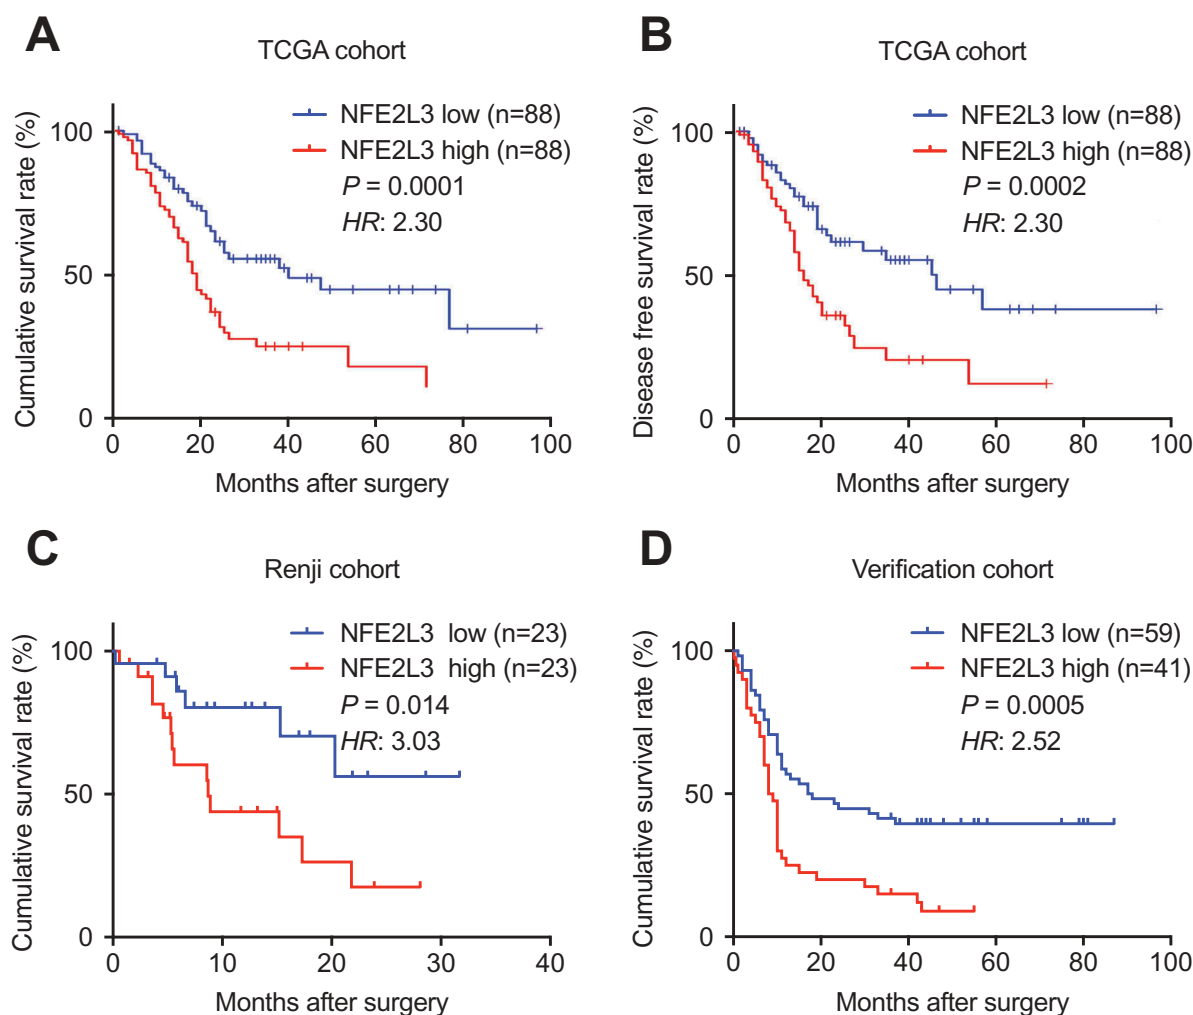 A
TCGA cohort
Cumulative survival rate (%)
NFE2L3 low (n=88)
NFE2L3 high (n=88)
P = 0.0001
HR: 2.30
100
50
0
0 20 40 60 80 100
Months after surgery
B
TCGA cohort
Disease free survival rate (%)
NFE2L3 low (n=88)
NFE2L3 high (n=88)
P = 0.0002
HR: 2.30
100
50
0
0 20 40 60 80 100
Months after surgery
C
Renji cohort
Cumulative survival rate (%)
NFE2L3 low (n=23)
NFE2L3 high (n=23)
P = 0.014
HR: 3.03
100
50
0
0 10 20 30 40
Months after surgery
D
Verification cohort
Cumulative survival rate (%)
NFE2L3 low (n=59)
NFE2L3 high (n=41)
P = 0.0005
HR: 2.52
100
50
0
0 20 40 60 80 100
Months after surgery